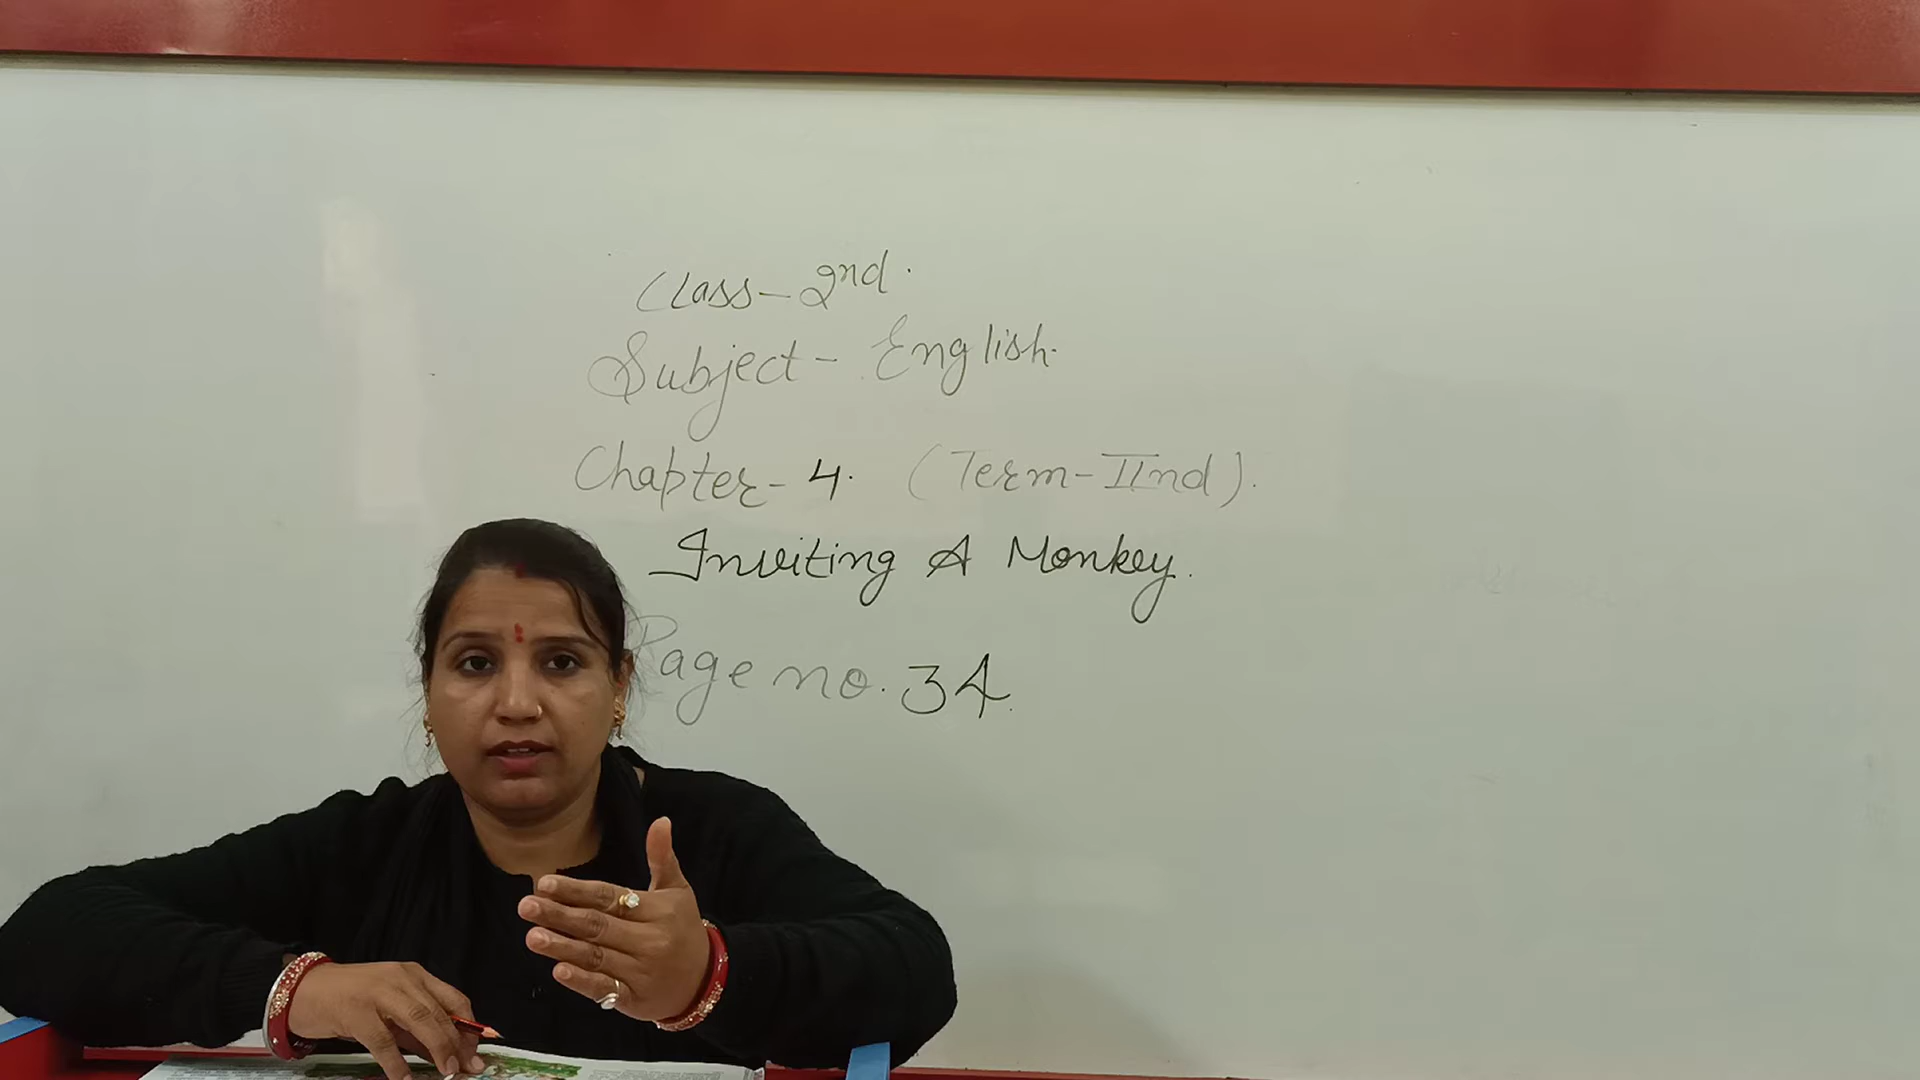 Class-2nd.
Subject- English.
Chapter- 4. (Term-IInd).
Inviting A Monkey.
Page no. 34.